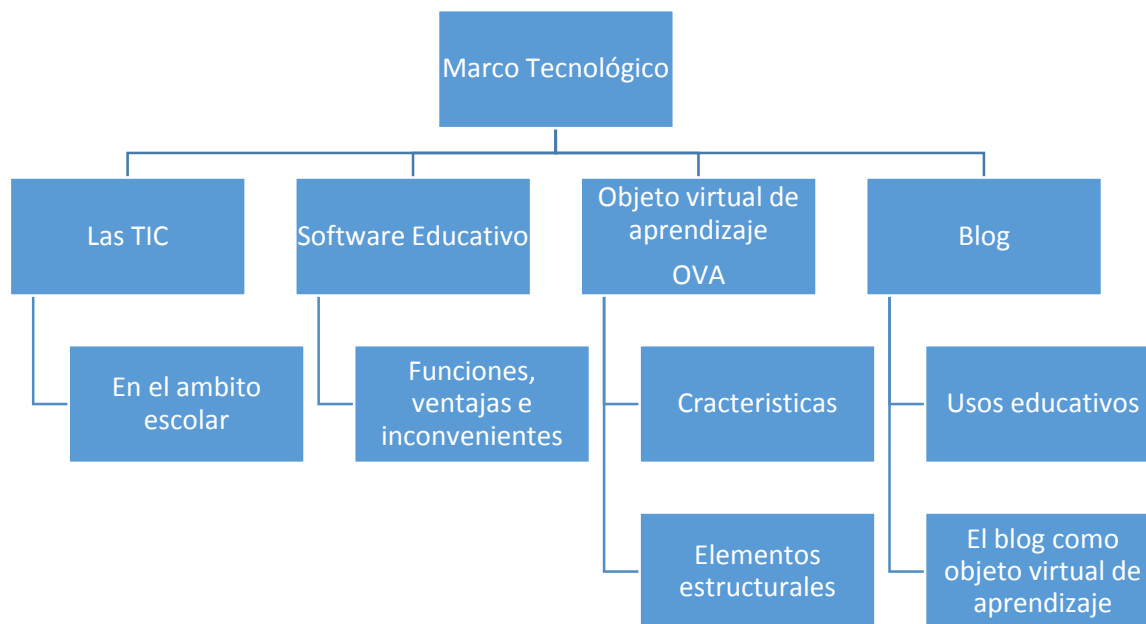 Marco Tecnológico
Las TIC
Software Educativo
Objeto virtual de
aprendizaje
OVA
Blog
En el ambito
escolar
Funciones,
ventajas e
inconvenientes
Cracteristicas
Usos educativos
Elementos
estructurales
El blog como
objeto virtual de
aprendizaje